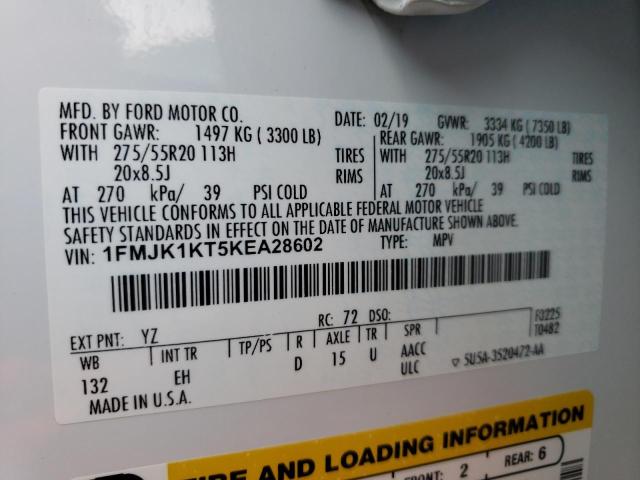 MFD. BY FORD MOTOR CO.
DATE: 02/19 GVWR: 3334 KG ( 7350 LB)
FRONT GAWR: 1497 KG ( 3300 LB)
REAR GAWR: 1905 KG ( 4200 LB)
WITH 275/55R20 113H TIRES
WITH 275/55R20 113H TIRES
20x8.5J RIMS
20x8.5J RIMS
AT 270 kPa/ 39 PSI COLD
AT 270 kPa/ 39 PSI COLD
THIS VEHICLE CONFORMS TO ALL APPLICABLE FEDERAL MOTOR VEHICLE
SAFETY STANDARDS IN EFFECT ON THE DATE OF MANUFACTURE SHOWN ABOVE.
VIN: 1FMJK1KT5KEA28602 TYPE: MPV
EXT PNT: YZ RC: 72 DSO: F0225
T0482
WB INT TR TP/PS R AXLE TR SPR
132 EH D 15 U AACC
ULC
5U5A-3520472-AA
MADE IN U.S.A.
TIRE AND LOADING INFORMATION
FRONT: 2 REAR: 6